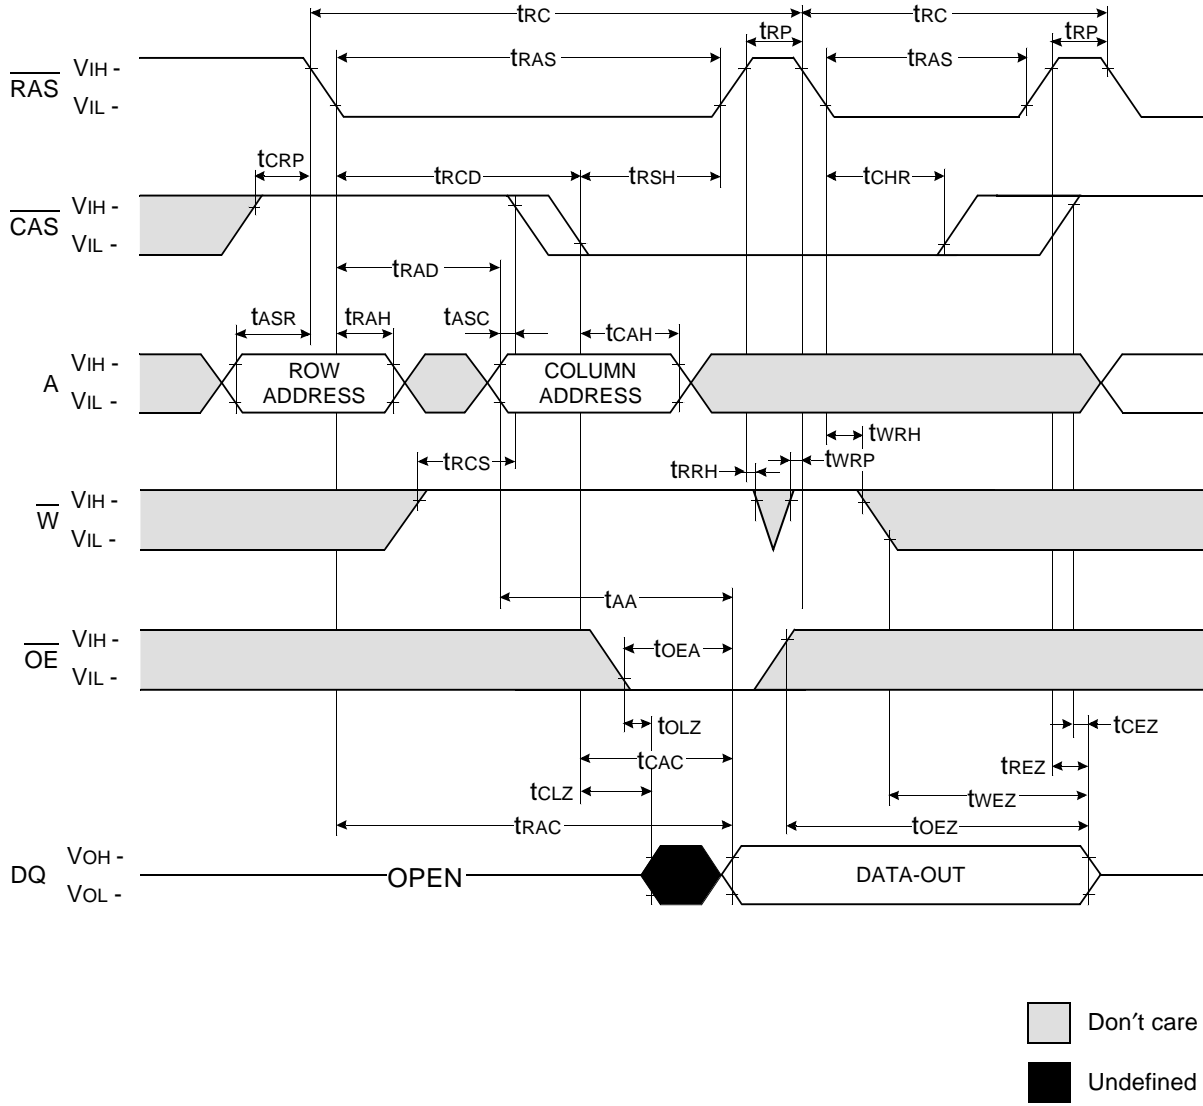 tRC tRC
tRP tRP
tRAS tRAS
RAS VIH -
VIL -
tCRP tRCD tRSH tCHR
CAS VIH -
VIL -
tRAD
tASR tRAH tASC tCAH
A VIH -
VIL -
ROW
ADDRESS
COLUMN
ADDRESS
tWRH
tRCS tRRH tWRP
W VIH -
VIL -
tAA
OE VIH -
VIL -
tOEA
tOLZ tCEZ
tCAC tREZ
tCLZ tWEZ
tRAC tOEZ
DQ VOH -
VOL -
OPEN DATA-OUT
Don′t care
Undefined